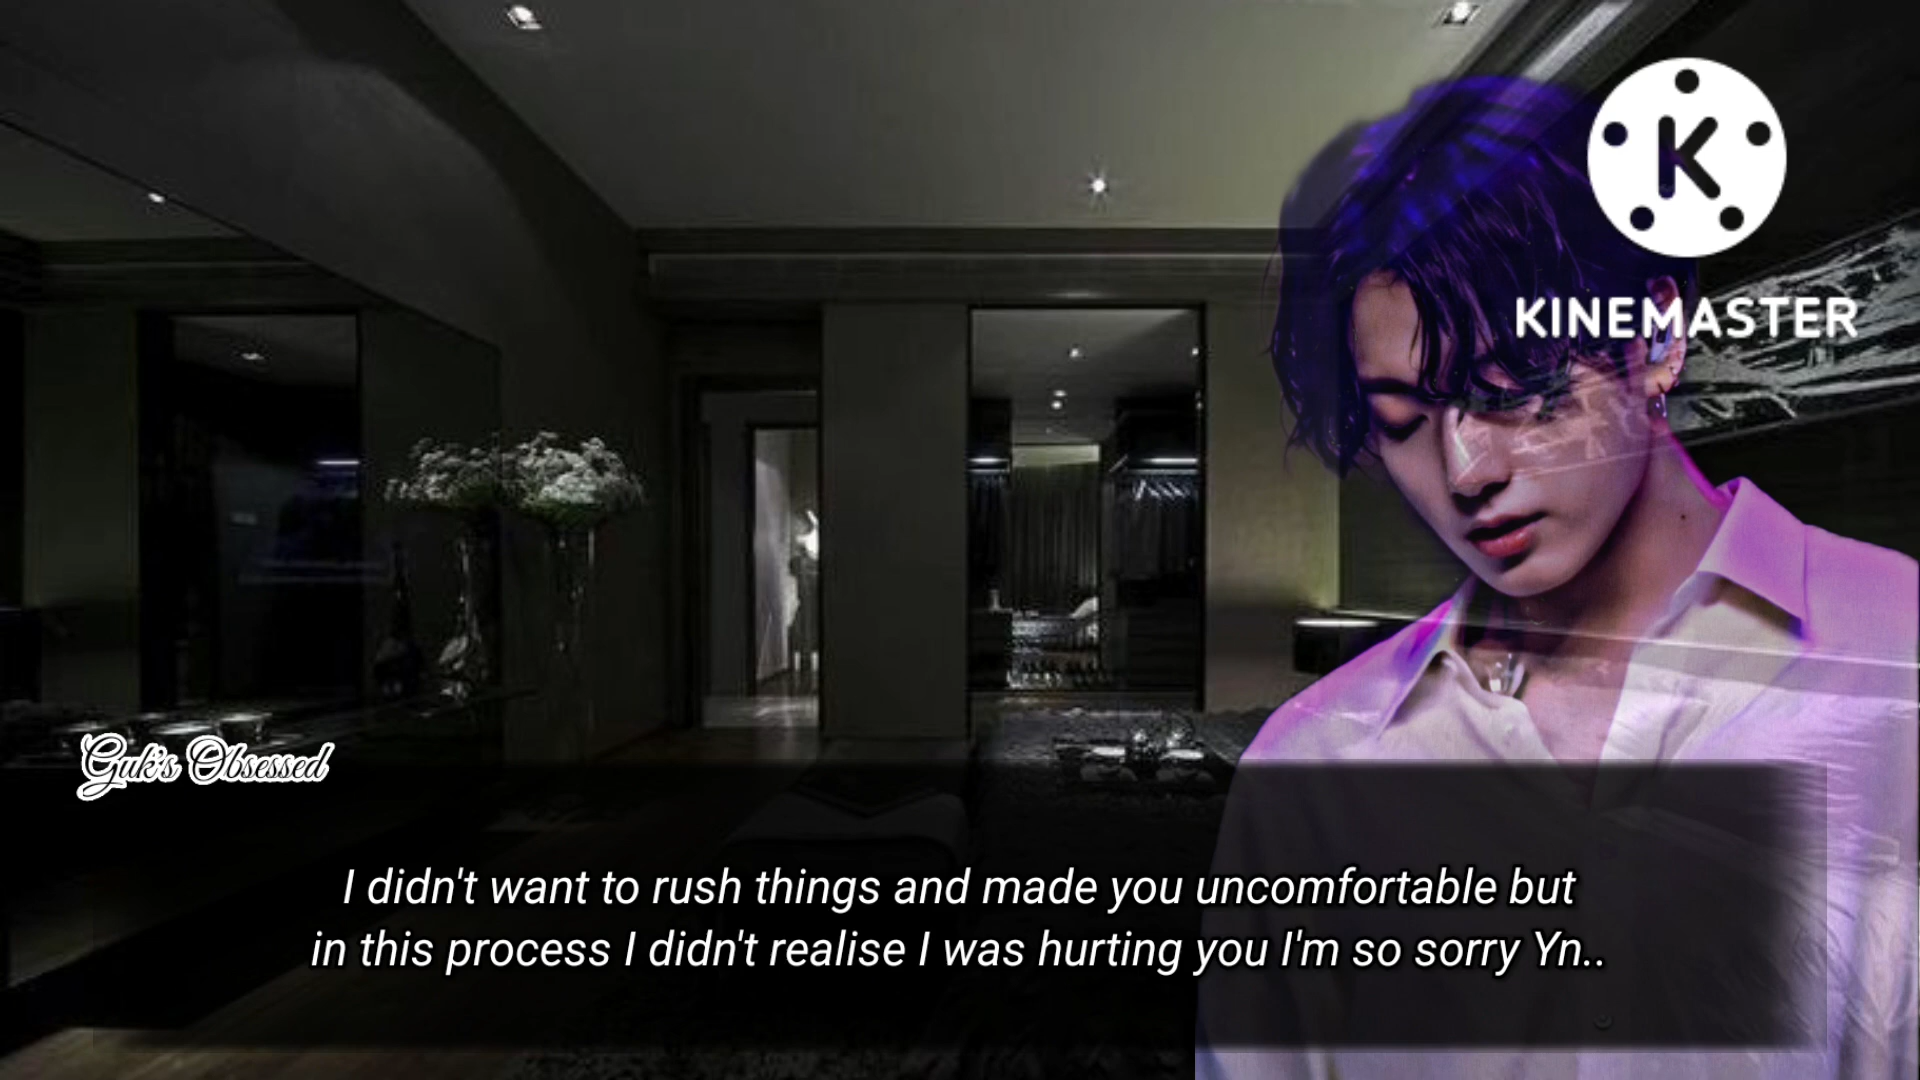 K
KINEMASTER
Guk's Obsessed
I didn't want to rush things and made you uncomfortable but
in this process I didn't realise I was hurting you I'm so sorry Yn..